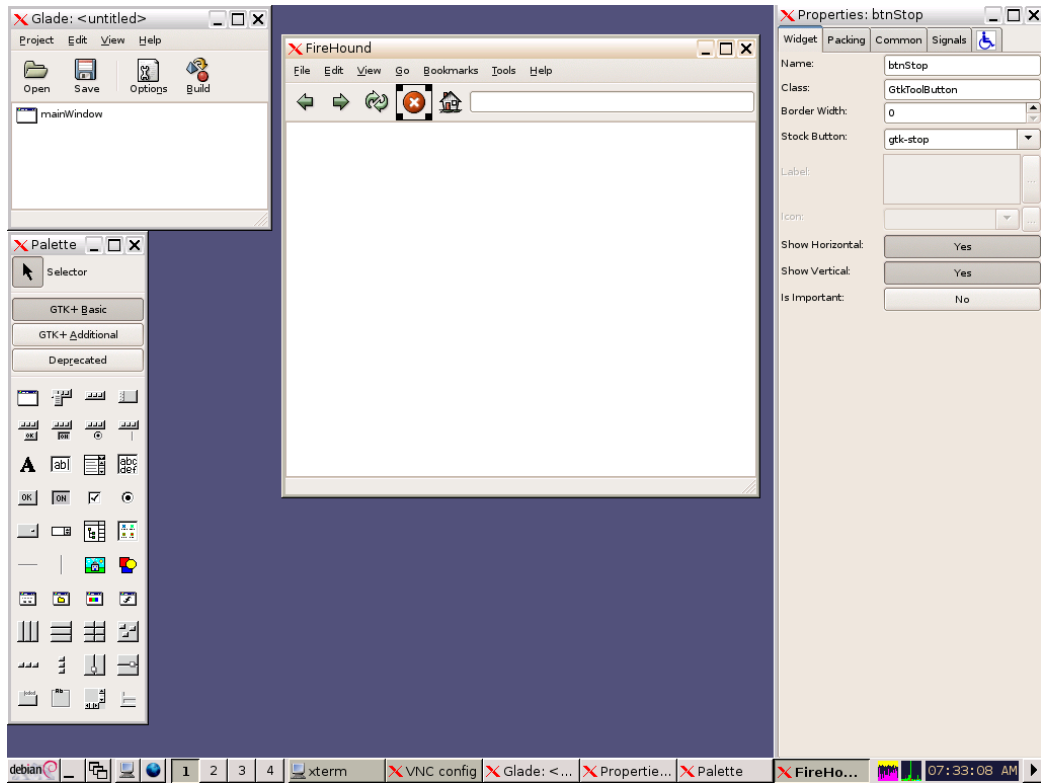 Glade: <untitled>
Project Edit View Help
Open Save Options Build
mainWindow
Palette
Selector
GTK+ Basic
GTK+ Additional
Deprecated
OK ON
A ab| abc def
OK ON
FireHound
File Edit View Go Bookmarks Tools Help
Properties: btnStop
Widget Packing Common Signals
Name: btnStop
Class: GtkToolButton
Border Width: 0
Stock Button: gtk-stop
Label: ...
Icon: ...
Show Horizontal: Yes
Show Vertical: Yes
Is Important: No
debian 1 2 3 4 xterm VNC config Glade: <... Propertie... Palette FireHo... 07:33:08 AM